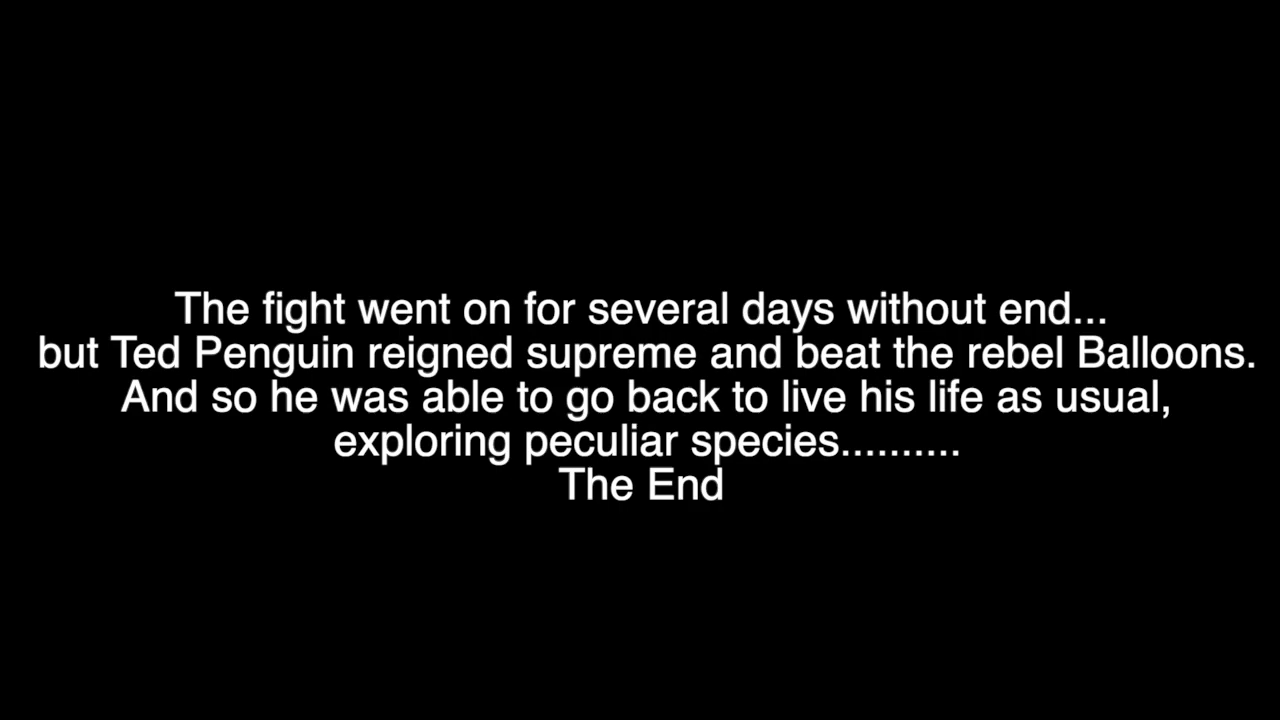 The fight went on for several days without end...
but Ted Penguin reigned supreme and beat the rebel Balloons.
And so he was able to go back to live his life as usual,
exploring peculiar species..........
The End